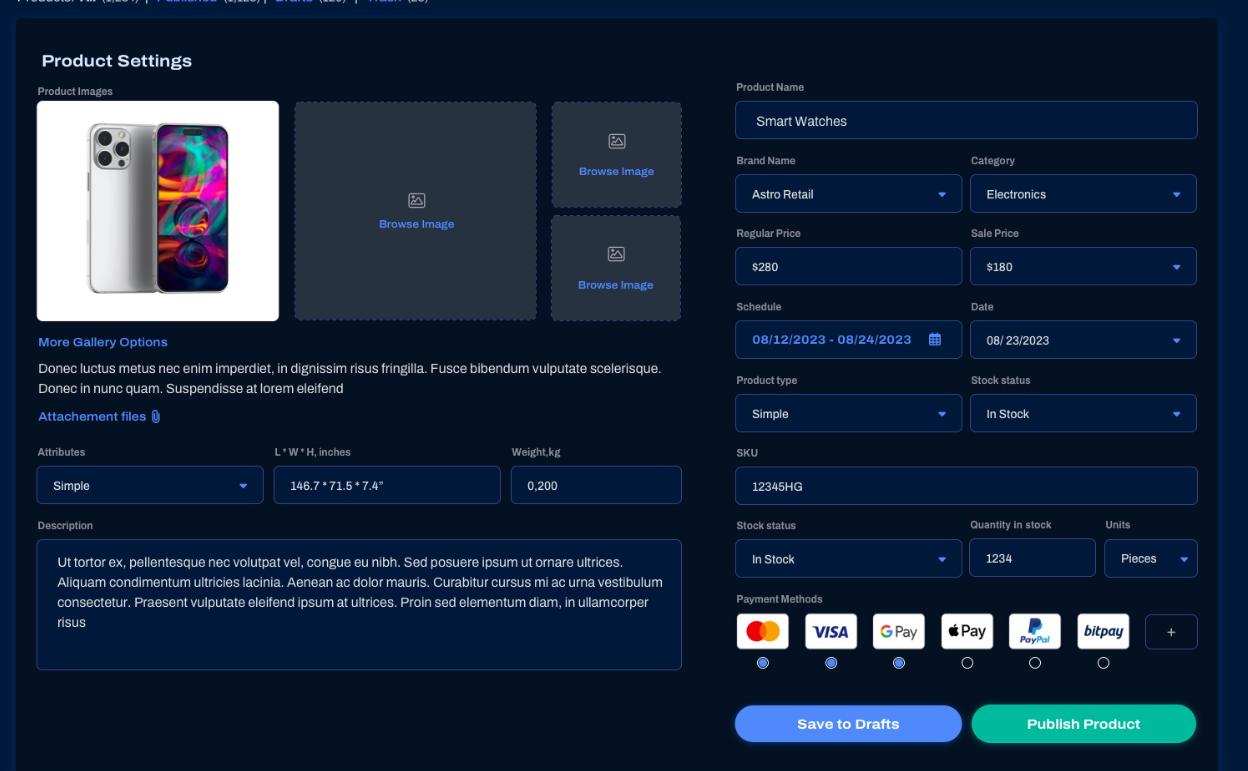 Product Settings
Product Images
Browse Image
Browse Image
Browse Image
More Gallery Options
Donec luctus metus nec enim imperdiet, in dignissim risus fringilla. Fusce bibendum vulputate scelerisque.
Donec in nunc quam. Suspendisse at lorem eleifend
Attachement files
Attributes
L * W * H, inches
Weight,kg
Simple
146.7 * 71.5 * 7.4”
0,200
Description
Ut tortor ex, pellentesque nec volutpat vel, congue eu nibh. Sed posuere ipsum ut ornare ultrices.
Aliquam condimentum ultricies lacinia. Aenean ac dolor mauris. Curabitur cursus mi ac urna vestibulum
consectetur. Praesent vulputate eleifend ipsum at ultrices. Proin sed elementum diam, in ullamcorper
risus
Product Name
Smart Watches
Brand Name
Category
Astro Retail
Electronics
Regular Price
Sale Price
$280
$180
Schedule
Date
08/12/2023 - 08/24/2023
08/ 23/2023
Product type
Stock status
Simple
In Stock
SKU
12345HG
Stock status
Quantity in stock
Units
In Stock
1234
Pieces
Payment Methods
VISA
G Pay
Pay
PayPal
bitpay
+
Save to Drafts
Publish Product